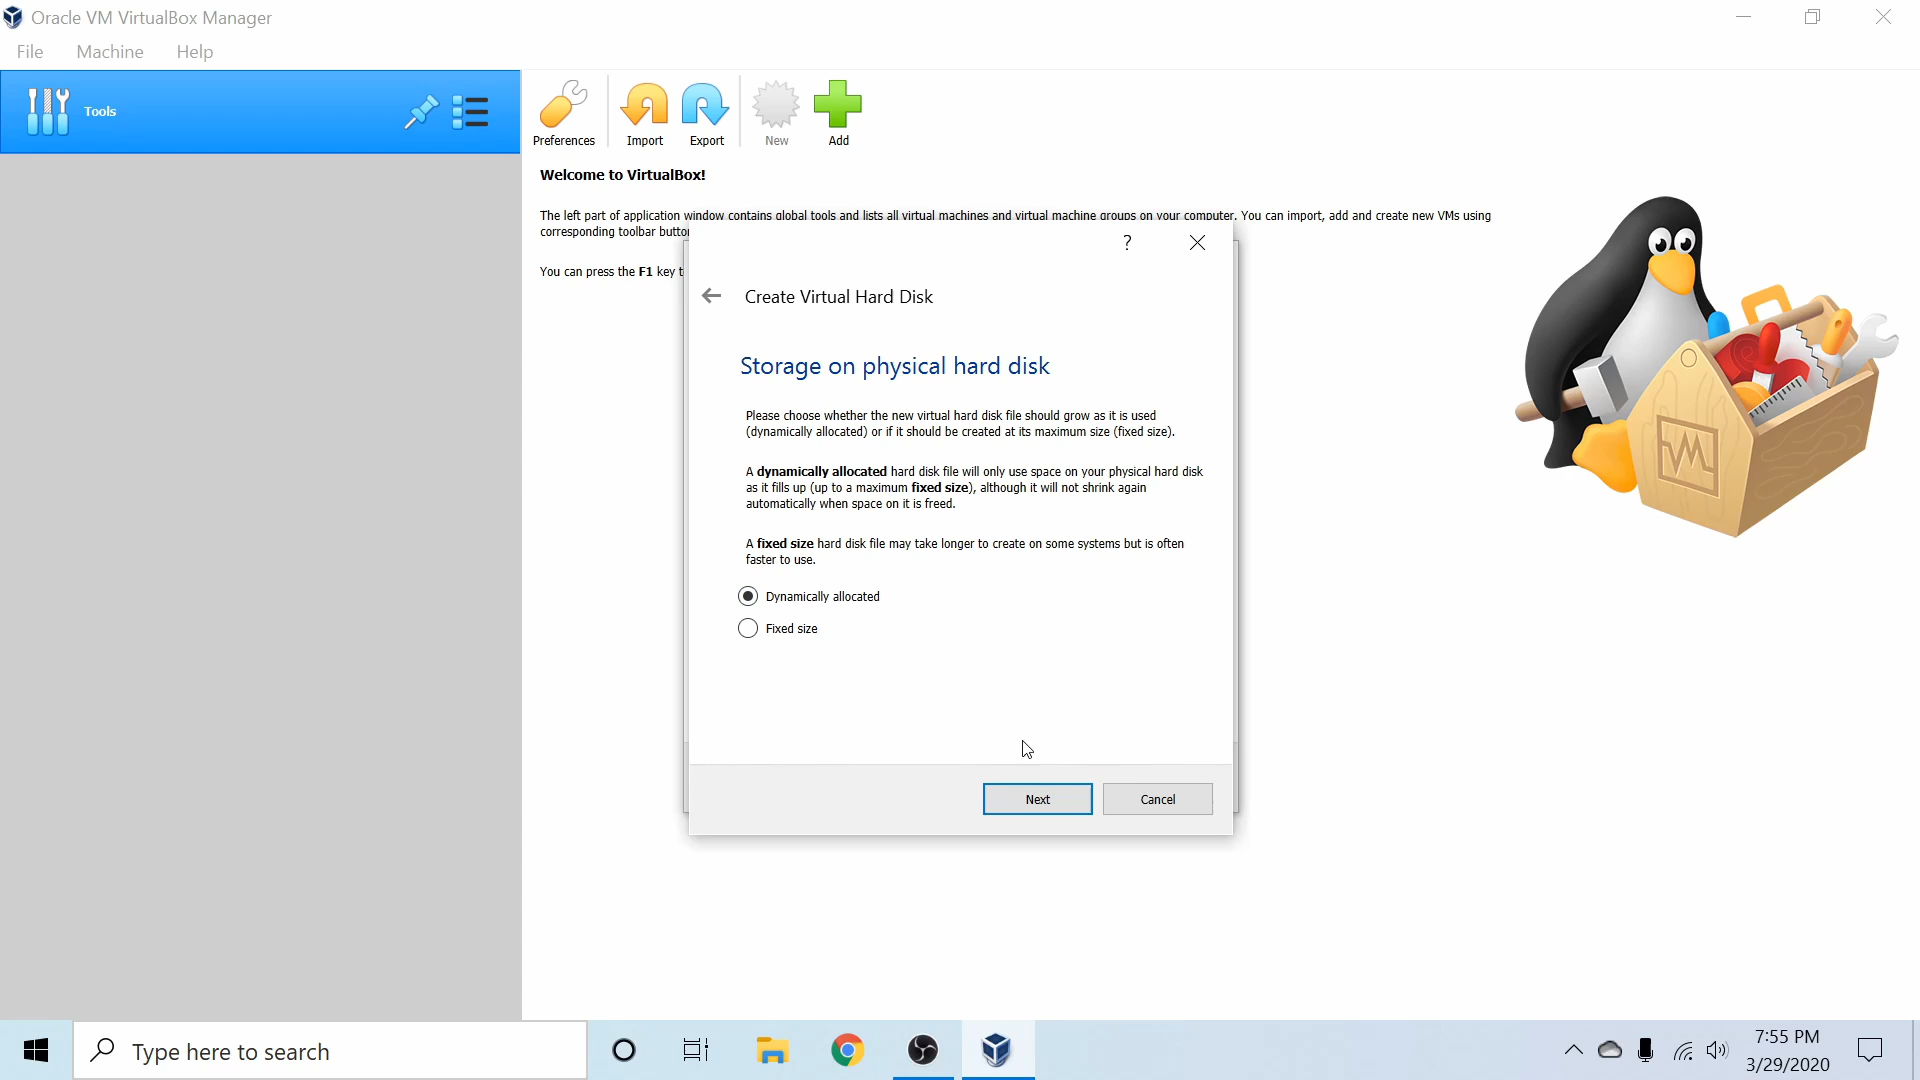 Oracle VM VirtualBox Manager
File Machine Help
Tools
Preferences Import Export New Add
Welcome to VirtualBox!
The left part of application window contains global tools and lists all virtual machines and virtual machine groups on your computer. You can import, add and create new VMs using
corresponding toolbar
You can press the F1 key
?
Create Virtual Hard Disk
Storage on physical hard disk
Please choose whether the new virtual hard disk file should grow as it is used
(dynamically allocated) or if it should be created at its maximum size (fixed size).
A dynamically allocated hard disk file will only use space on your physical hard disk
as it fills up (up to a maximum fixed size), although it will not shrink again
automatically when space on it is freed.
A fixed size hard disk file may take longer to create on some systems but is often
faster to use.
Dynamically allocated
Fixed size
Next Cancel
Type here to search
7:55 PM
3/29/2020